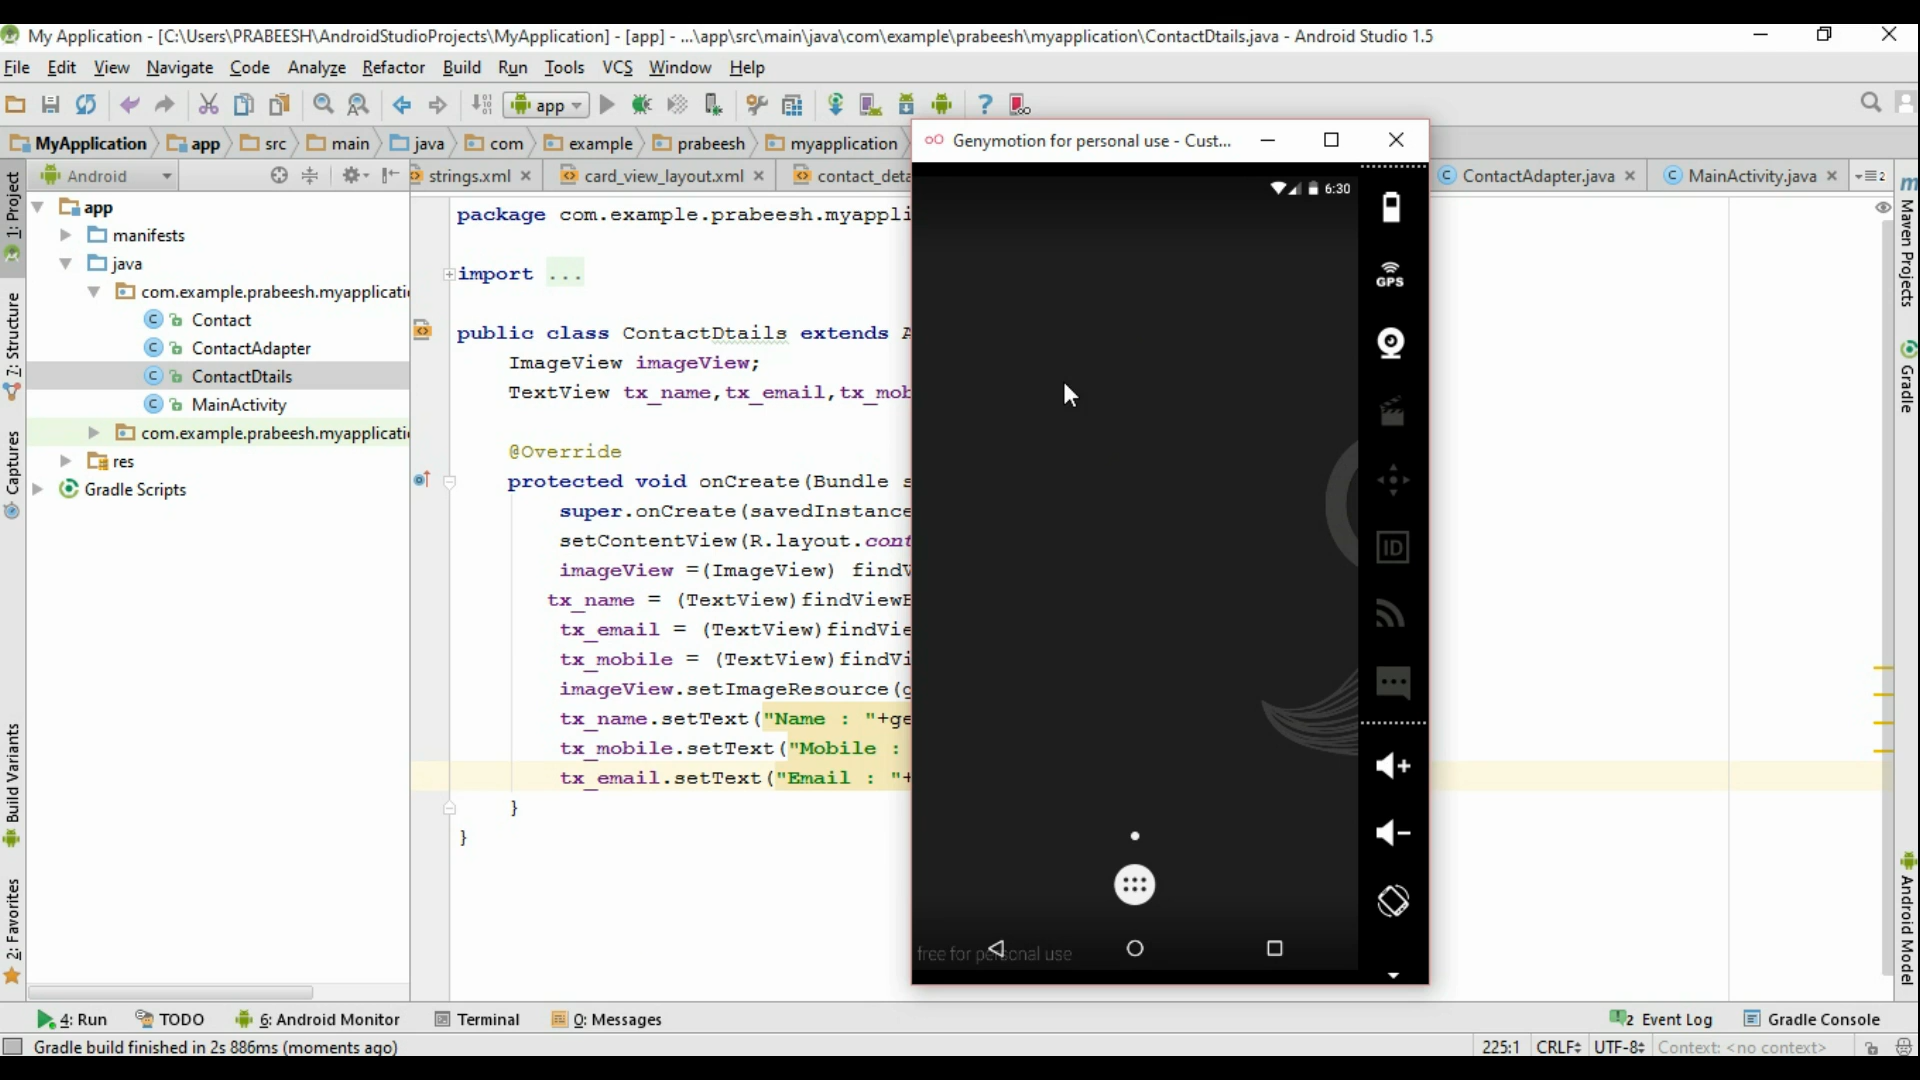 My Application - [C:\Users\PRABEESH\AndroidStudioProjects\MyApplication] - [app] - ...\app\src\main\java\com\example\prabeesh\myapplication\ContactDtails.java - Android Studio 1.5
File Edit View Navigate Code Analyze Refactor Build Run Tools VCS Window Help
app
MyApplication app src main java com example prabeesh myapplication
Genymotion for personal use - Cust...
Android
strings.xml card_view_layout.xml contact_deta
ContactAdapter.java MainActivity.java 2
6:30
GPS
ID
free for personal use
1: Project
7: Structure
Captures
Build Variants
2: Favorites
app
manifests
java
com.example.prabeesh.myapplicati
Contact
ContactAdapter
ContactDtails
MainActivity
com.example.prabeesh.myapplicati
res
Gradle Scripts
package com.example.prabeesh.myappli
import ...
public class ContactDtails extends A
ImageView imageView;
TextView tx_name,tx_email,tx_mob
@Override
protected void onCreate(Bundle s
super.onCreate(savedInstance
setContentView(R.layout.cont
imageView =(ImageView) findV
tx_name = (TextView)findViewB
tx_email = (TextView)findVie
tx_mobile = (TextView)findVi
imageView.setImageResource(g
tx_name.setText("Name : "+ge
tx_mobile.setText("Mobile :
tx_email.setText("Email : "+
}
}
m
Maven Projects
Gradle
Android Model
4: Run TODO 6: Android Monitor Terminal 0: Messages
2 Event Log Gradle Console
Gradle build finished in 2s 886ms (moments ago)
225:1 CRLF UTF-8 Context: <no context>